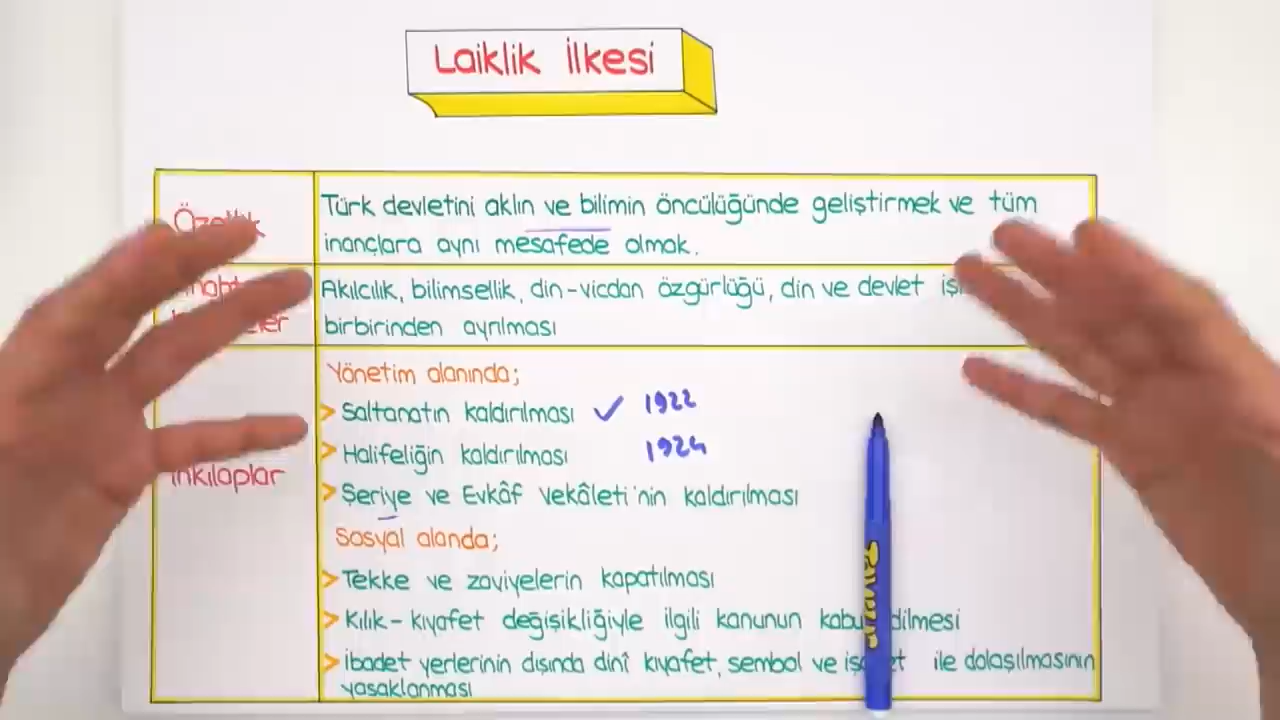 Laiklik İlkesi
Türk devletini aklın ve bilimin öncülüğünde geliştirmek ve tüm
inançlara aynı mesafede olmak.
Akılcılık, bilimsellik, din-vicdan özgürlüğü, din ve devlet
birbirinden ayrılması
İnkılaplar
Yönetim alanında;
> Saltanatın kaldırılması ✓ 1922
> Halifeliğin kaldırılması 1924
> Şeriye ve Evkâf Vekâleti'nin kaldırılması
Sosyal alanda;
> Tekke ve zaviyelerin kapatılması
> Kılık-kıyafet değişikliğiyle ilgili kanunun
> İbadet yerlerinin dışında dinî kıyafet, sembol ve ile dolaşılmasının
yasaklanması